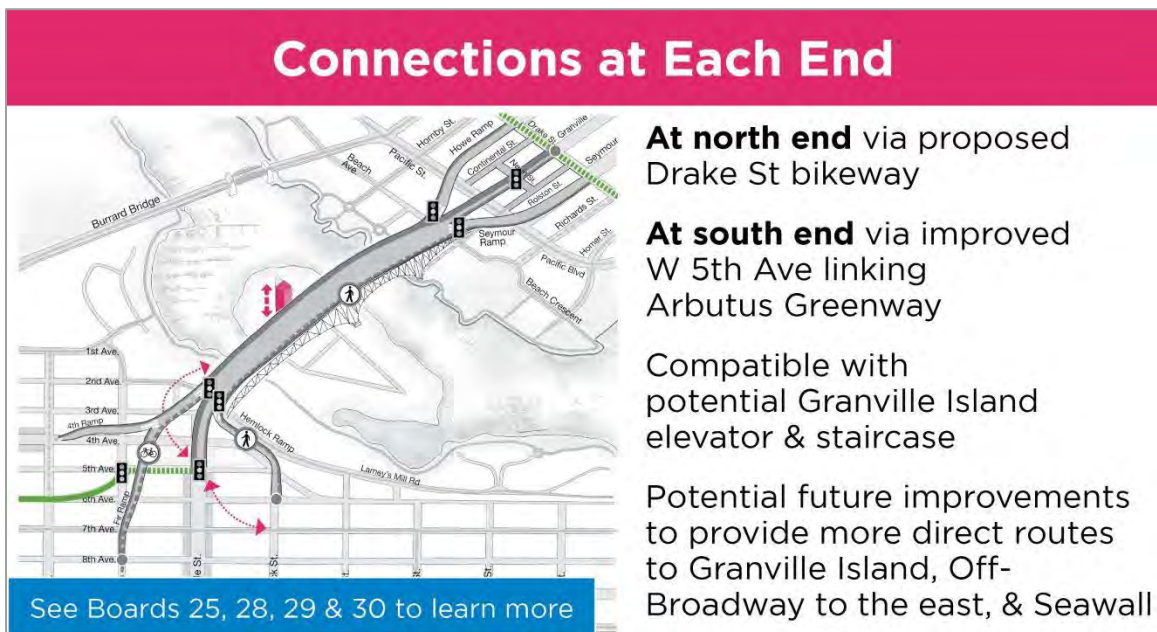 Connections at Each End
At north end via proposed
Drake St bikeway
At south end via improved
W 5th Ave linking
Arbutus Greenway
Compatible with
potential Granville Island
elevator & staircase
Potential future improvements
to provide more direct routes
to Granville Island, Off-
Broadway to the east, & Seawall
Burrard Bridge
Beach
Ave.
Pacific St.
Hornby St.
Howe Ramp
Continental St.
Drake St.
Granville
Seymour
Rolston St.
Richards St.
Homer St.
Seymour
Ramp
Pacific Blvd
Beach Crescent
1st Ave.
2nd Ave.
3rd Ave.
4th Ramp
4th Ave.
5th Ave.
6th Ave.
7th Ave.
8th Ave.
Fir Ramp
Hemlock Ramp
Lamey's Mill Rd
See Boards 25, 28, 29 & 30 to learn more